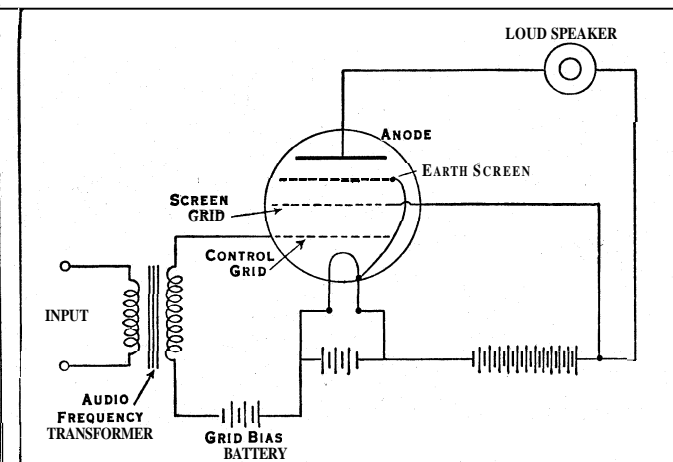 LOUD SPEAKER
ANODE
EARTH SCREEN
SCREEN
GRID
CONTROL
GRID
INPUT
AUDIO
FREQUENCY
TRANSFORMER
GRID BIAS
BATTERY